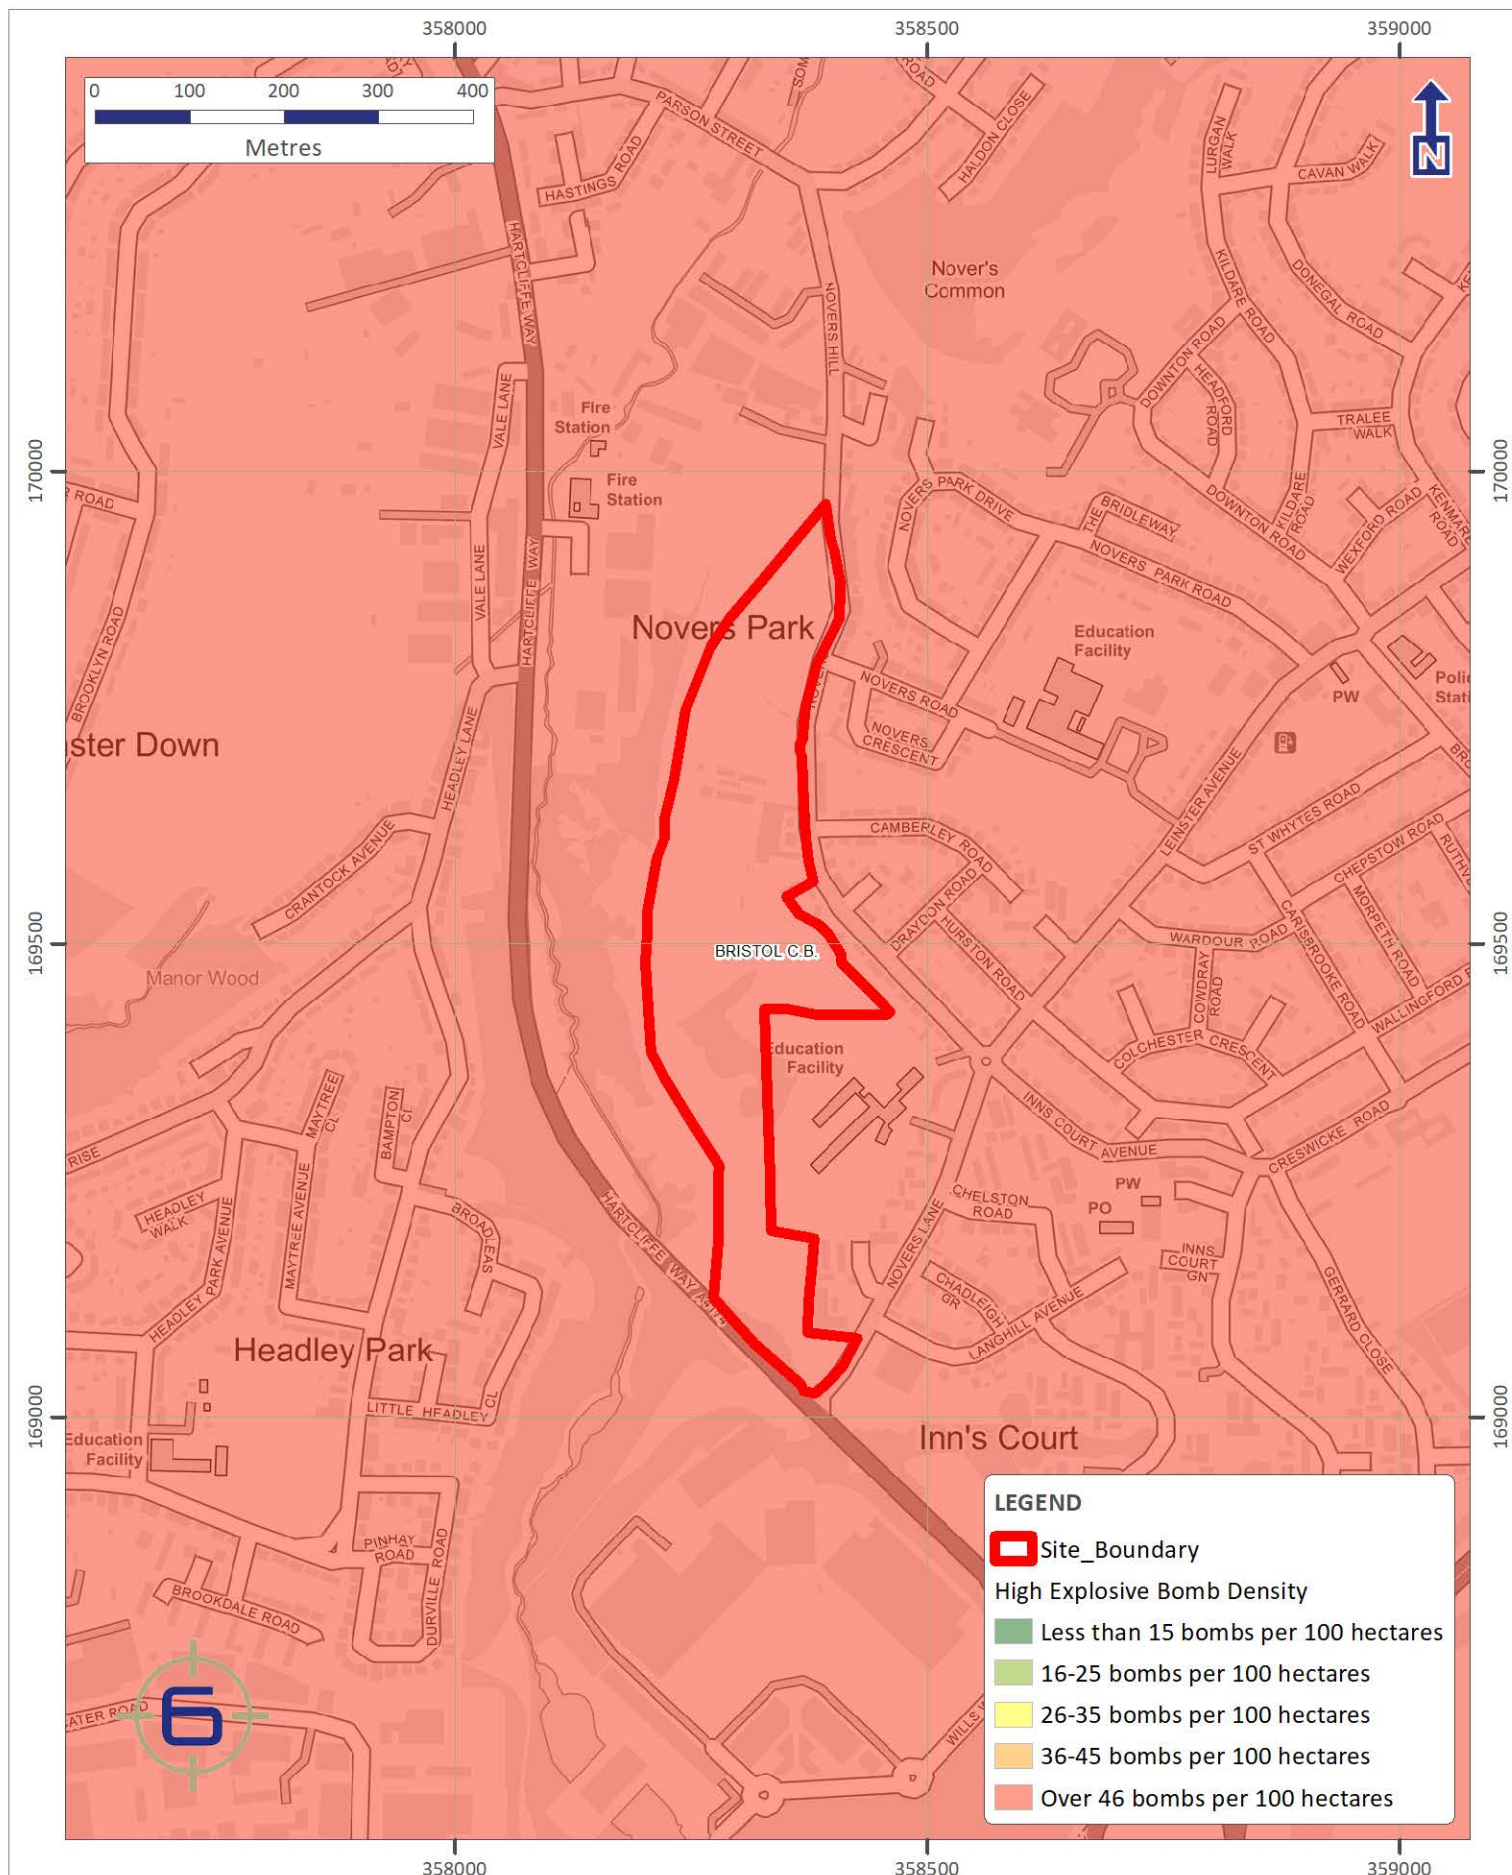 358000
358500
359000
0
100
200
300
400
Metres
N
PARSON STREET
ROAD
HALDON CLOSE
LURGAN
WALK
CAVAN WALK
HASTINGS ROAD
HARTCLIFFE WAY
Nover's
Common
NOVERS HILL
KILDARE ROAD
DONEGAL ROAD
DOWNTON ROAD
HEADFORD
ROAD
TRALEE
WALK
VALE LANE
Fire
Station
Fire
Station
170000
170000
NOVERS PARK DRIVE
THE BRIDLEWAY
DOWNTON ROAD
KILDARE
ROAD
WEXFORD ROAD
ROAD
NOVERS PARK ROAD
VALE LANE
HARTCLIFFE WAY
BROOKLYN ROAD
Novers Park
Education
Facility
PW
NOVERS ROAD
NOVERS
CRESCENT
ster Down
HEADLEY LANE
LEINSTER AVENUE
ST WHYTES ROAD
CHEPSTOW ROAD
CRANTOCK AVENUE
CAMBERLEY ROAD
DRAYDON ROAD
HURSTON ROAD
WARDOUR ROAD
CARISBROOKE ROAD
MORPETH ROAD
169500
169500
BRISTOL C.B.
Manor Wood
COWDRAY
ROAD
WALLINGFORD
COLCHESTER CRESCENT
Education
Facility
MAYTREE
CL
BAMPTON
CL
INNS COURT AVENUE
CRESWICKE ROAD
RISE
HEADLEY
WALK
HEADLEY PARK AVENUE
MAYTREE AVENUE
BROADLEAS
HARTCLIFFE WAY A4174
NOVERS LANE
CHELSTON
ROAD
PW
PO
INNS
COURT
GN
CHADLEIGH
GR
LANGHILL AVENUE
GERRARD CLOSE
Headley Park
LITTLE HEADLEY CL
169000
169000
Education
Facility
Inn's Court
PINHAY
ROAD
DURVILLE ROAD
BROOKDALE ROAD
ROAD
6
WILLS
LEGEND
Site_Boundary
High Explosive Bomb Density
Less than 15 bombs per 100 hectares
16-25 bombs per 100 hectares
26-35 bombs per 100 hectares
36-45 bombs per 100 hectares
Over 46 bombs per 100 hectares
358000
358500
359000